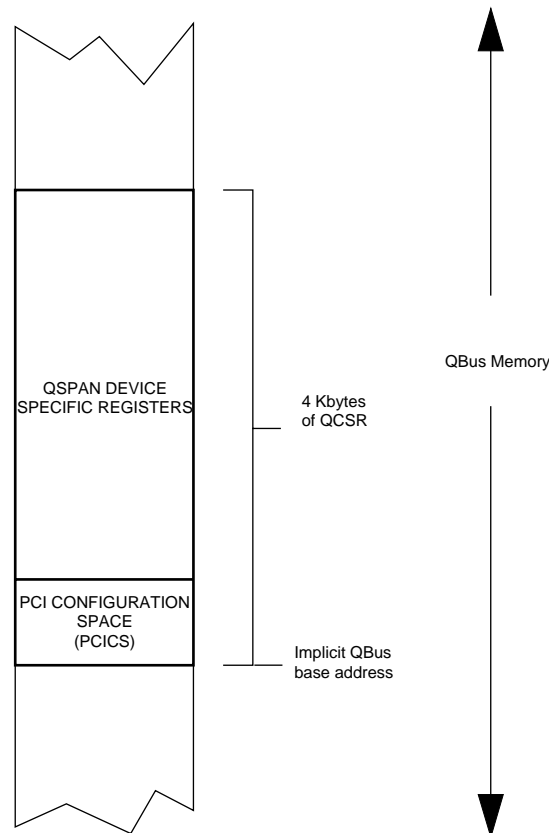 QBus Memory
QSPAN DEVICE
SPECIFIC REGISTERS
4 Kbytes
of QCSR
PCI CONFIGURATION
SPACE
(PCICS)
Implicit QBus
base address